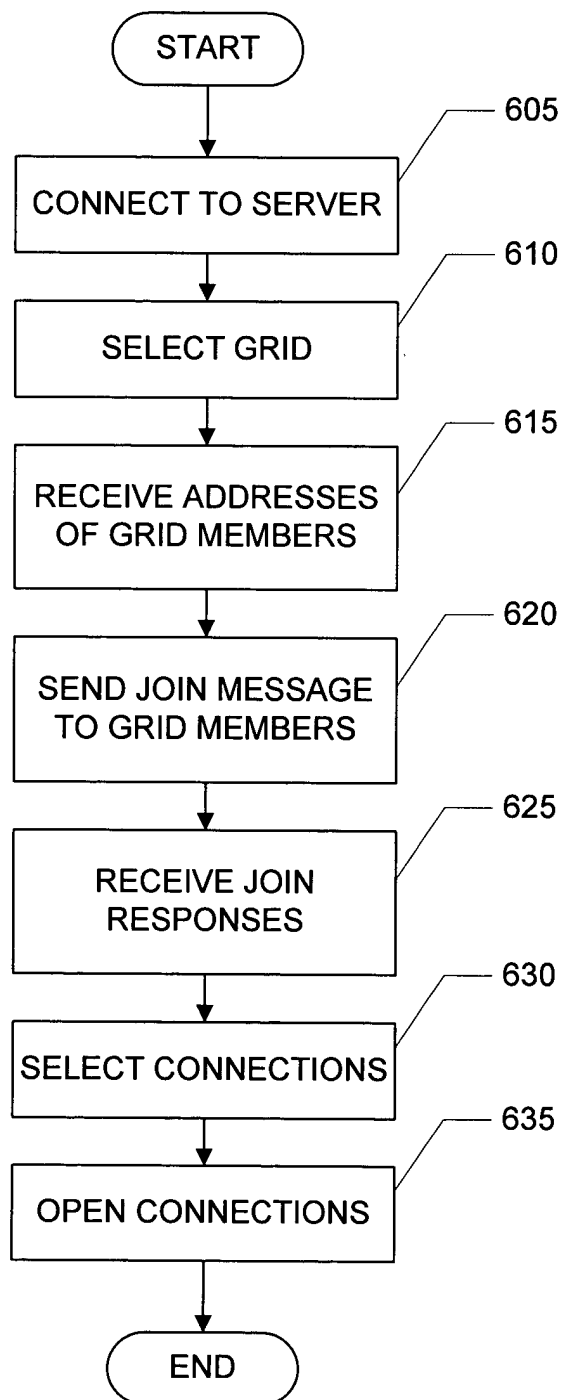 START
605
CONNECT TO SERVER
610
SELECT GRID
615
RECEIVE ADDRESSES
OF GRID MEMBERS
620
SEND JOIN MESSAGE
TO GRID MEMBERS
625
RECEIVE JOIN
RESPONSES
630
SELECT CONNECTIONS
635
OPEN CONNECTIONS
END